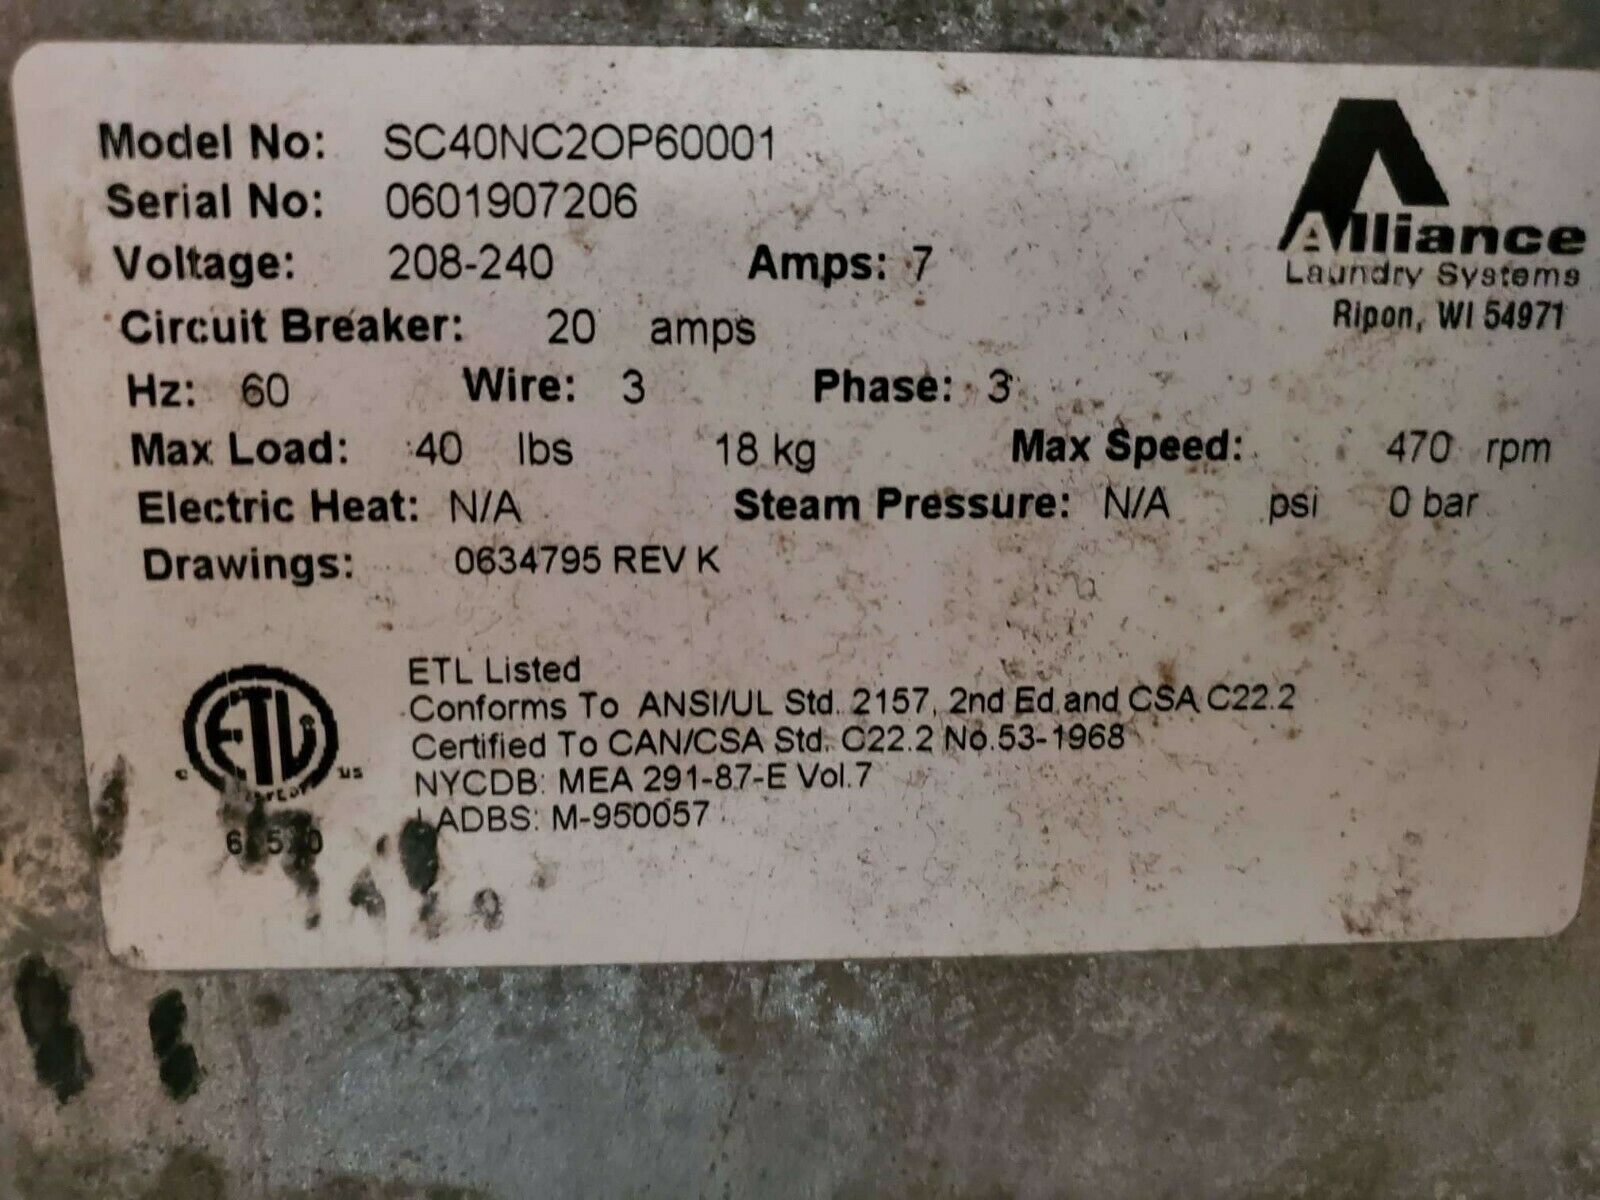 Alliance
Laundry Systems
Ripon, WI 54971
Model No: SC40NC2OP60001
Serial No: 0601907206
Voltage: 208-240 Amps: 7
Circuit Breaker: 20 amps
Hz: 60 Wire: 3 Phase: 3
Max Load: 40 lbs 18 kg Max Speed: 470 rpm
Electric Heat: N/A Steam Pressure: N/A psi 0 bar
Drawings: 0634795 REV K
ETL Listed
Conforms To ANSI/UL Std. 2157, 2nd Ed and CSA C22.2
Certified To CAN/CSA Std. C22.2 No.53-1968
NYCDB: MEA 291-87-E Vol.7
LADBS: M-950057
ETL
c us